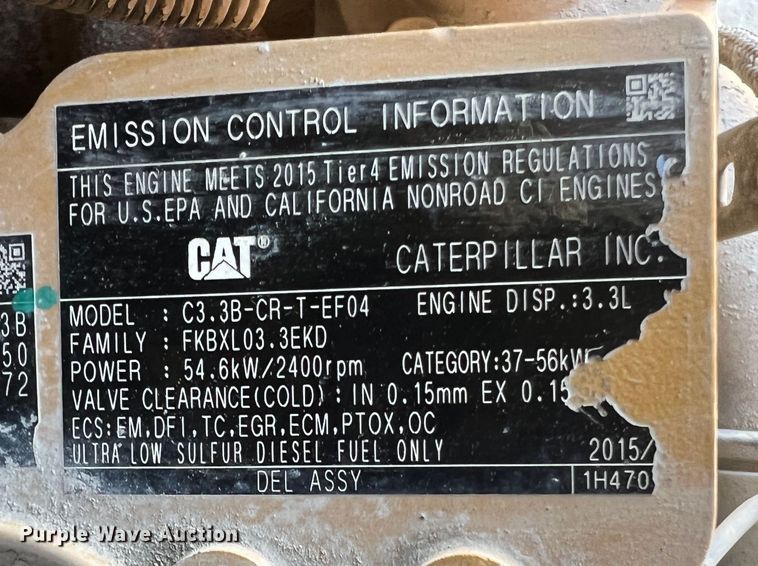 EMISSION CONTROL INFORMATION
THIS ENGINE MEETS 2015 Tier4 EMISSION REGULATIONS
FOR U.S.EPA AND CALIFORNIA NONROAD CI ENGINES
CAT® CATERPILLAR INC.
MODEL : C3.3B-CR-T-EF04 ENGINE DISP.:3.3L
FAMILY : FKBXL03.3EKD
POWER : 54.6kW/2400rpm CATEGORY:37-56kW
VALVE CLEARANCE(COLD): IN 0.15mm EX 0.15
ECS:EM,DFI,TC,EGR,ECM,PTOX,OC
ULTRA LOW SULFUR DIESEL FUEL ONLY 2015/
DEL ASSY 1H470
3B
50
72
Purple Wave Auction